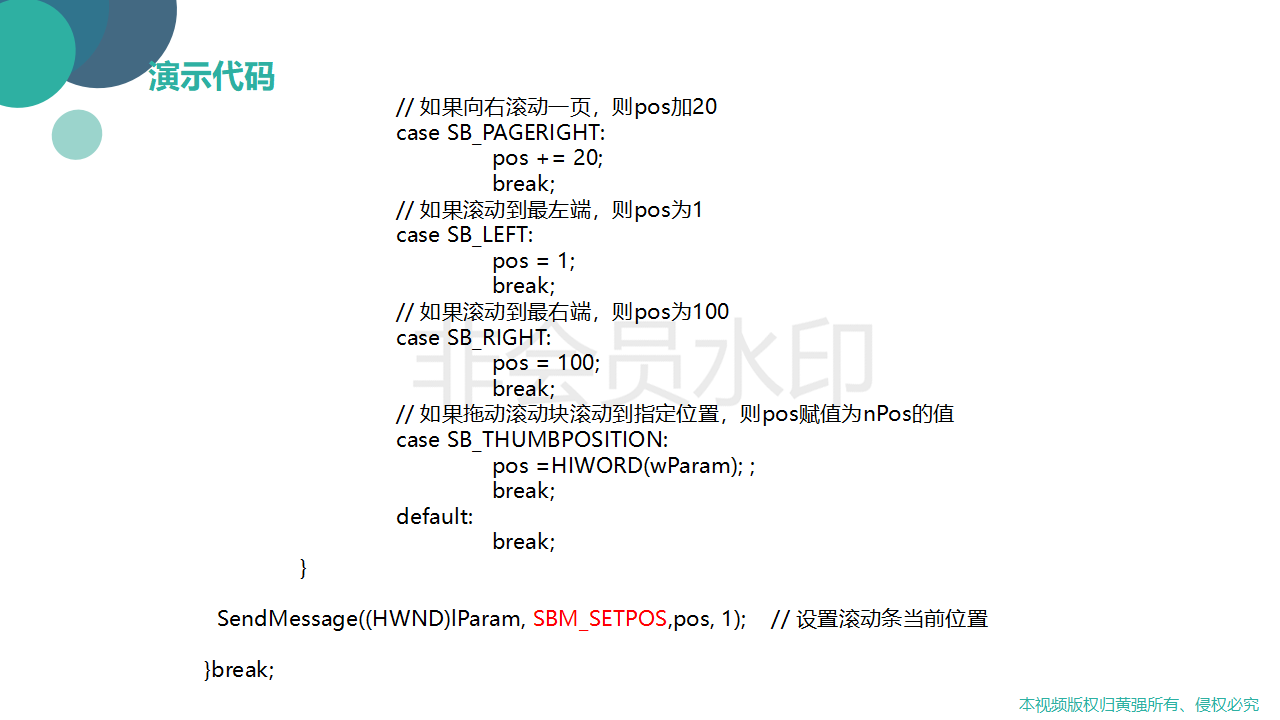 演示代码
// 如果向右滚动一页，则pos加20
case SB_PAGERIGHT:
pos += 20;
break;
// 如果滚动到最左端，则pos为1
case SB_LEFT:
pos = 1;
break;
// 如果滚动到最右端，则pos为100
case SB_RIGHT:
pos = 100;
break;
非会员水印
// 如果拖动滚动块滚动到指定位置，则pos赋值为nPos的值
case SB_THUMBPOSITION:
pos =HIWORD(wParam); ;
break;
default:
break;
}
SendMessage((HWND)lParam, SBM_SETPOS,pos, 1); // 设置滚动条当前位置
}break;
本视频版权归黄强所有、侵权必究